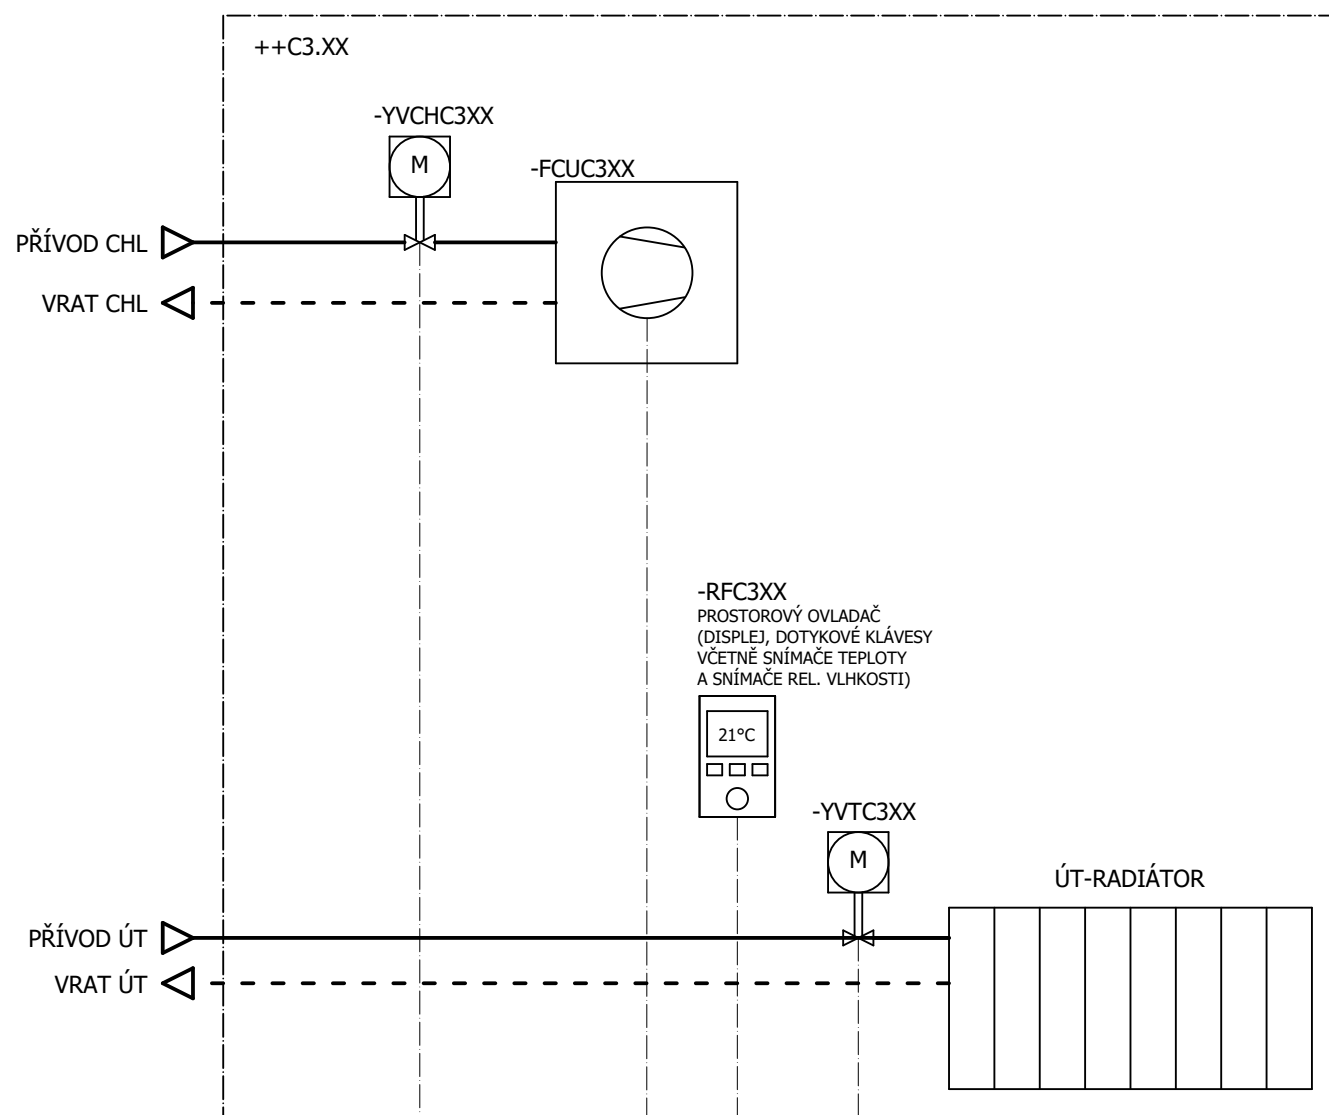 ++C3.XX
-YVCHC3XX
M
-FCUC3XX
PŘÍVOD CHL
VRAT CHL
-RFC3XX
PROSTOROVÝ OVLADAČ
(DISPLEJ, DOTYKOVÉ KLÁVESY
VČETNĚ SNÍMAČE TEPLOTY
A SNÍMAČE REL. VLHKOSTI)
21°C
-YVTC3XX
M
ÚT-RADIÁTOR
PŘÍVOD ÚT
VRAT ÚT